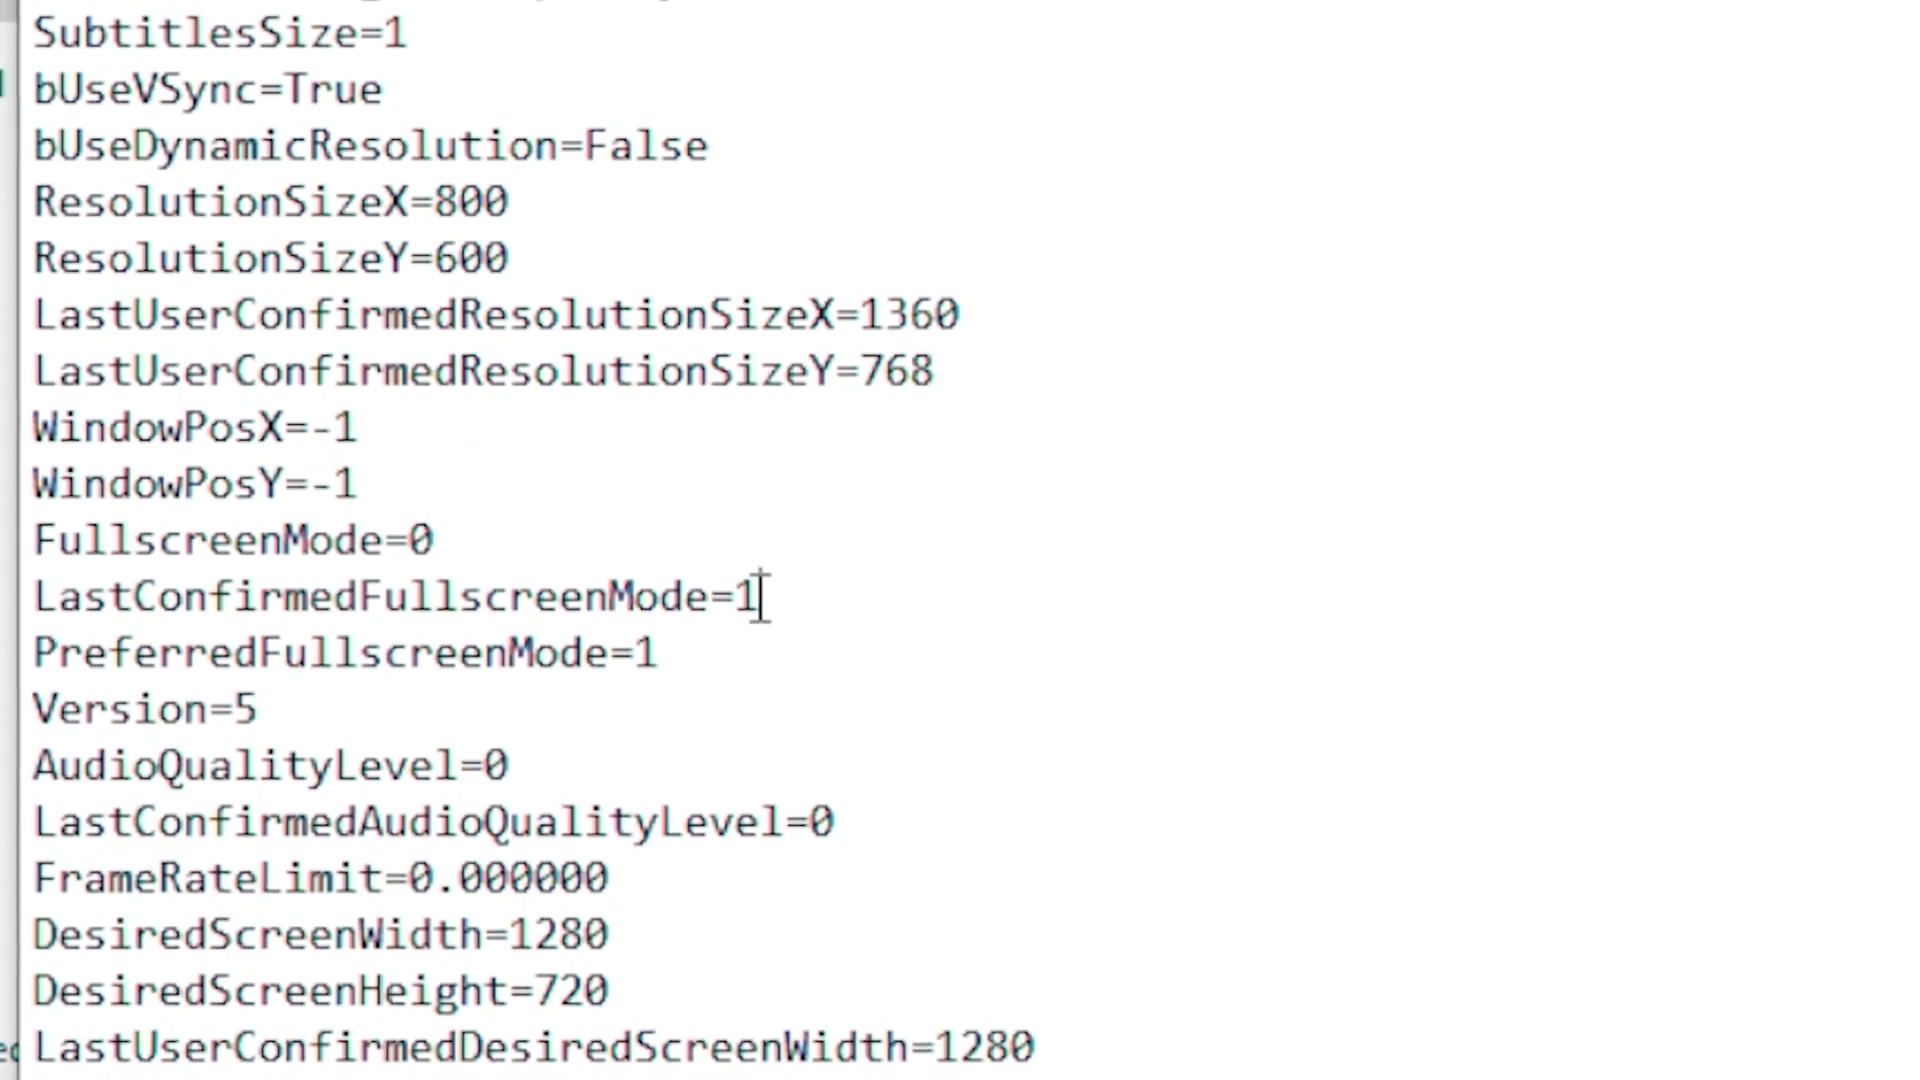 SubtitlesSize=1
bUseVSync=True
bUseDynamicResolution=False
ResolutionSizeX=800
ResolutionSizeY=600
LastUserConfirmedResolutionSizeX=1360
LastUserConfirmedResolutionSizeY=768
WindowPosX=-1
WindowPosY=-1
FullscreenMode=0
LastConfirmedFullscreenMode=1
PreferredFullscreenMode=1
Version=5
AudioQualityLevel=0
LastConfirmedAudioQualityLevel=0
FrameRateLimit=0.000000
DesiredScreenWidth=1280
DesiredScreenHeight=720
LastUserConfirmedDesiredScreenWidth=1280